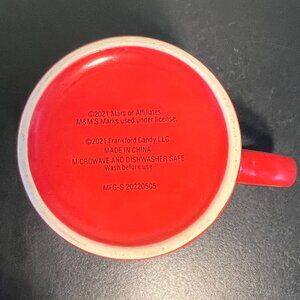 ©2021 Mars or Affiliates.
M&M'S Marks used under license.
©2021 Frankford Candy LLC
MADE IN CHINA
MICROWAVE AND DISHWASHER SAFE
Wash before use
MFG-S 20220505